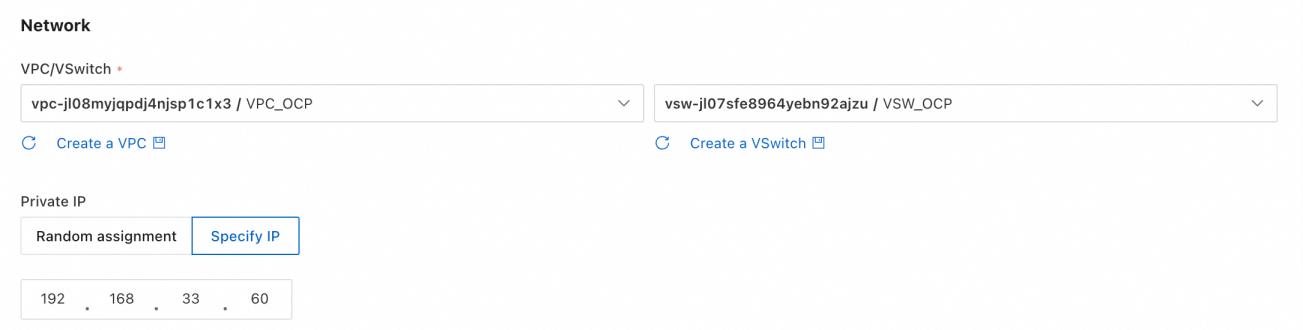 Network
VPC/VSwitch *
vpc-jl08myjqpdj4njsp1c1x3 / VPC_OCP
vsw-jl07sfe8964yebn92ajzu / VSW_OCP
Create a VPC
Create a VSwitch
Private IP
Random assignment
Specify IP
192 . 168 . 33 . 60